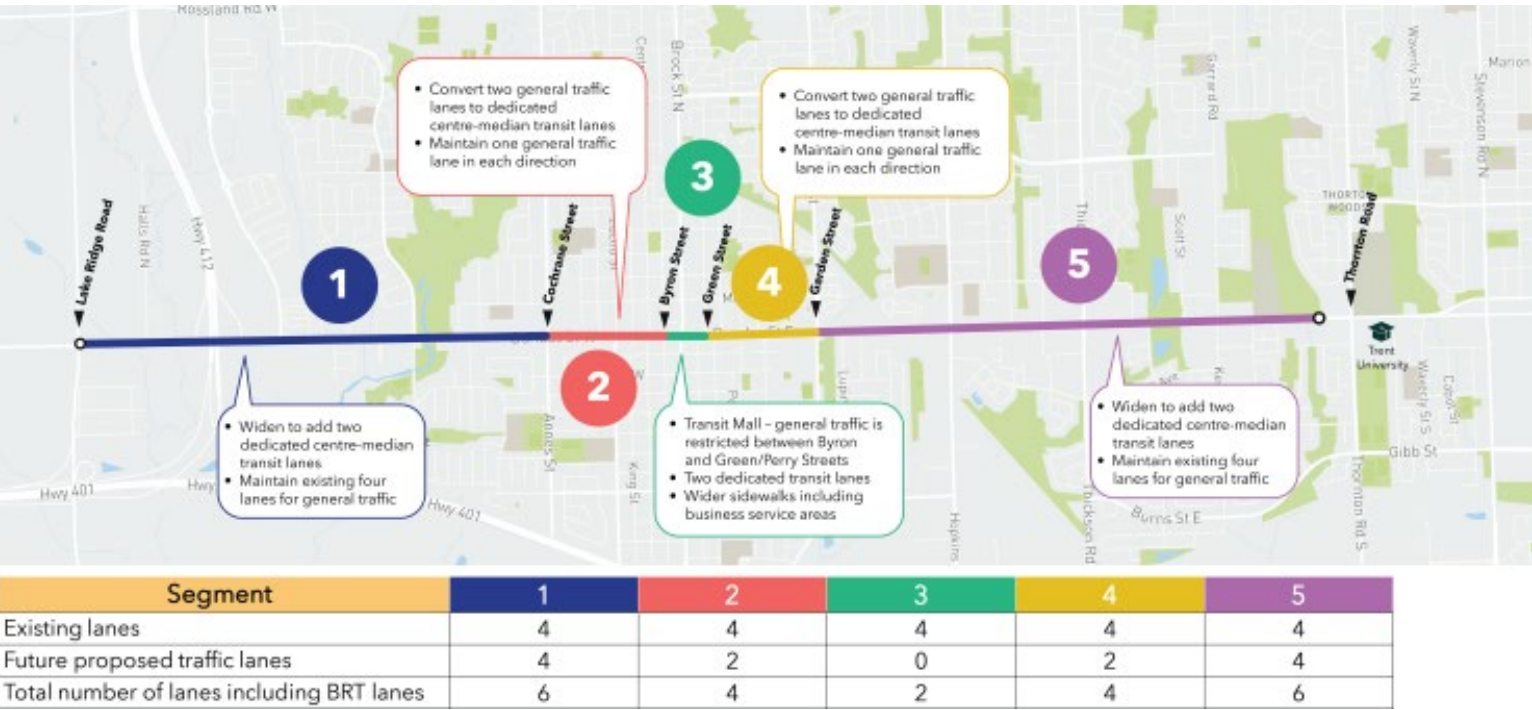 Rossland Rd W
Brock St N
Garrard Rd
Waverly St N
Marion
Stevenson Rd N
• Convert two general traffic
lanes to dedicated
centre-median transit lanes
• Maintain one general traffic
lane in each direction
• Convert two general traffic
lanes to dedicated
centre-median transit lanes
• Maintain one general traffic
lane in each direction
3
THORTO
WOODS
Lake Ridge Road
Halls Rd N
Hwy 412
1
Cochrane Street
Byron Street
Green Street
4
Garden Street
5
Scott St
Thornton Road
Trent
University
2
• Widen to add two
dedicated centre-median
transit lanes
• Maintain existing four
lanes for general traffic
• Transit Mall – general traffic is
restricted between Byron
and Green/Perry Streets
• Two dedicated transit lanes
• Wider sidewalks including
business service areas
• Widen to add two
dedicated centre-median
transit lanes
• Maintain existing four
lanes for general traffic
Ave
Waverly St S
Cabot St
Gibb St
Annes St
King St
Hwy 401
Hwy
Hwy 401
Hopkins
Burns St E
Thornton Rd S
Segment 1 2 3 4 5
Existing lanes 4 4 4 4 4
Future proposed traffic lanes 4 2 0 2 4
Total number of lanes including BRT lanes 6 4 2 4 6